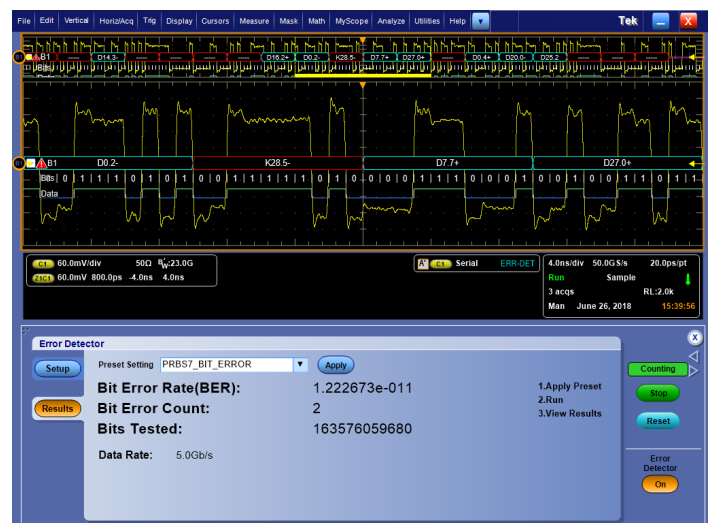 File Edit Vertical Horiz/Acq Trig Display Cursors Measure Mask Math MyScope Analyze Utilities Help Tek X
B1 D14.3- D16.2+ D0.2- K28.5- D7.7+ D27.0+ D0.4+ D20.0- D25.2
Bits
B1 D0.2- K28.5- D7.7+ D27.0+
Bits 0 1 1 1 0 1 0 0 1 1 1 1 1 0 1 0 0 0 0 1 1 1 0 0 0 1 0 0 1 0 1 1
Data
C1 60.0mV/div 50Ω BW:23.0G A' C1 Serial ERR-DET 4.0ns/div 50.0GS/s 20.0ps/pt
Z1C1 60.0mV 800.0ps -4.0ns 4.0ns Run Sample
3 acqs RL:2.0k
Man June 26, 2018 15:39:56
Error Detector
Setup Preset Setting PRBS7_BIT_ERROR Apply
Bit Error Rate(BER): 1.222673e-011
Bit Error Count: 2
Bits Tested: 163576059680
Data Rate: 5.0Gb/s
Results
1.Apply Preset
2.Run
3.View Results
X
Counting
Stop
Reset
Error
Detector
On